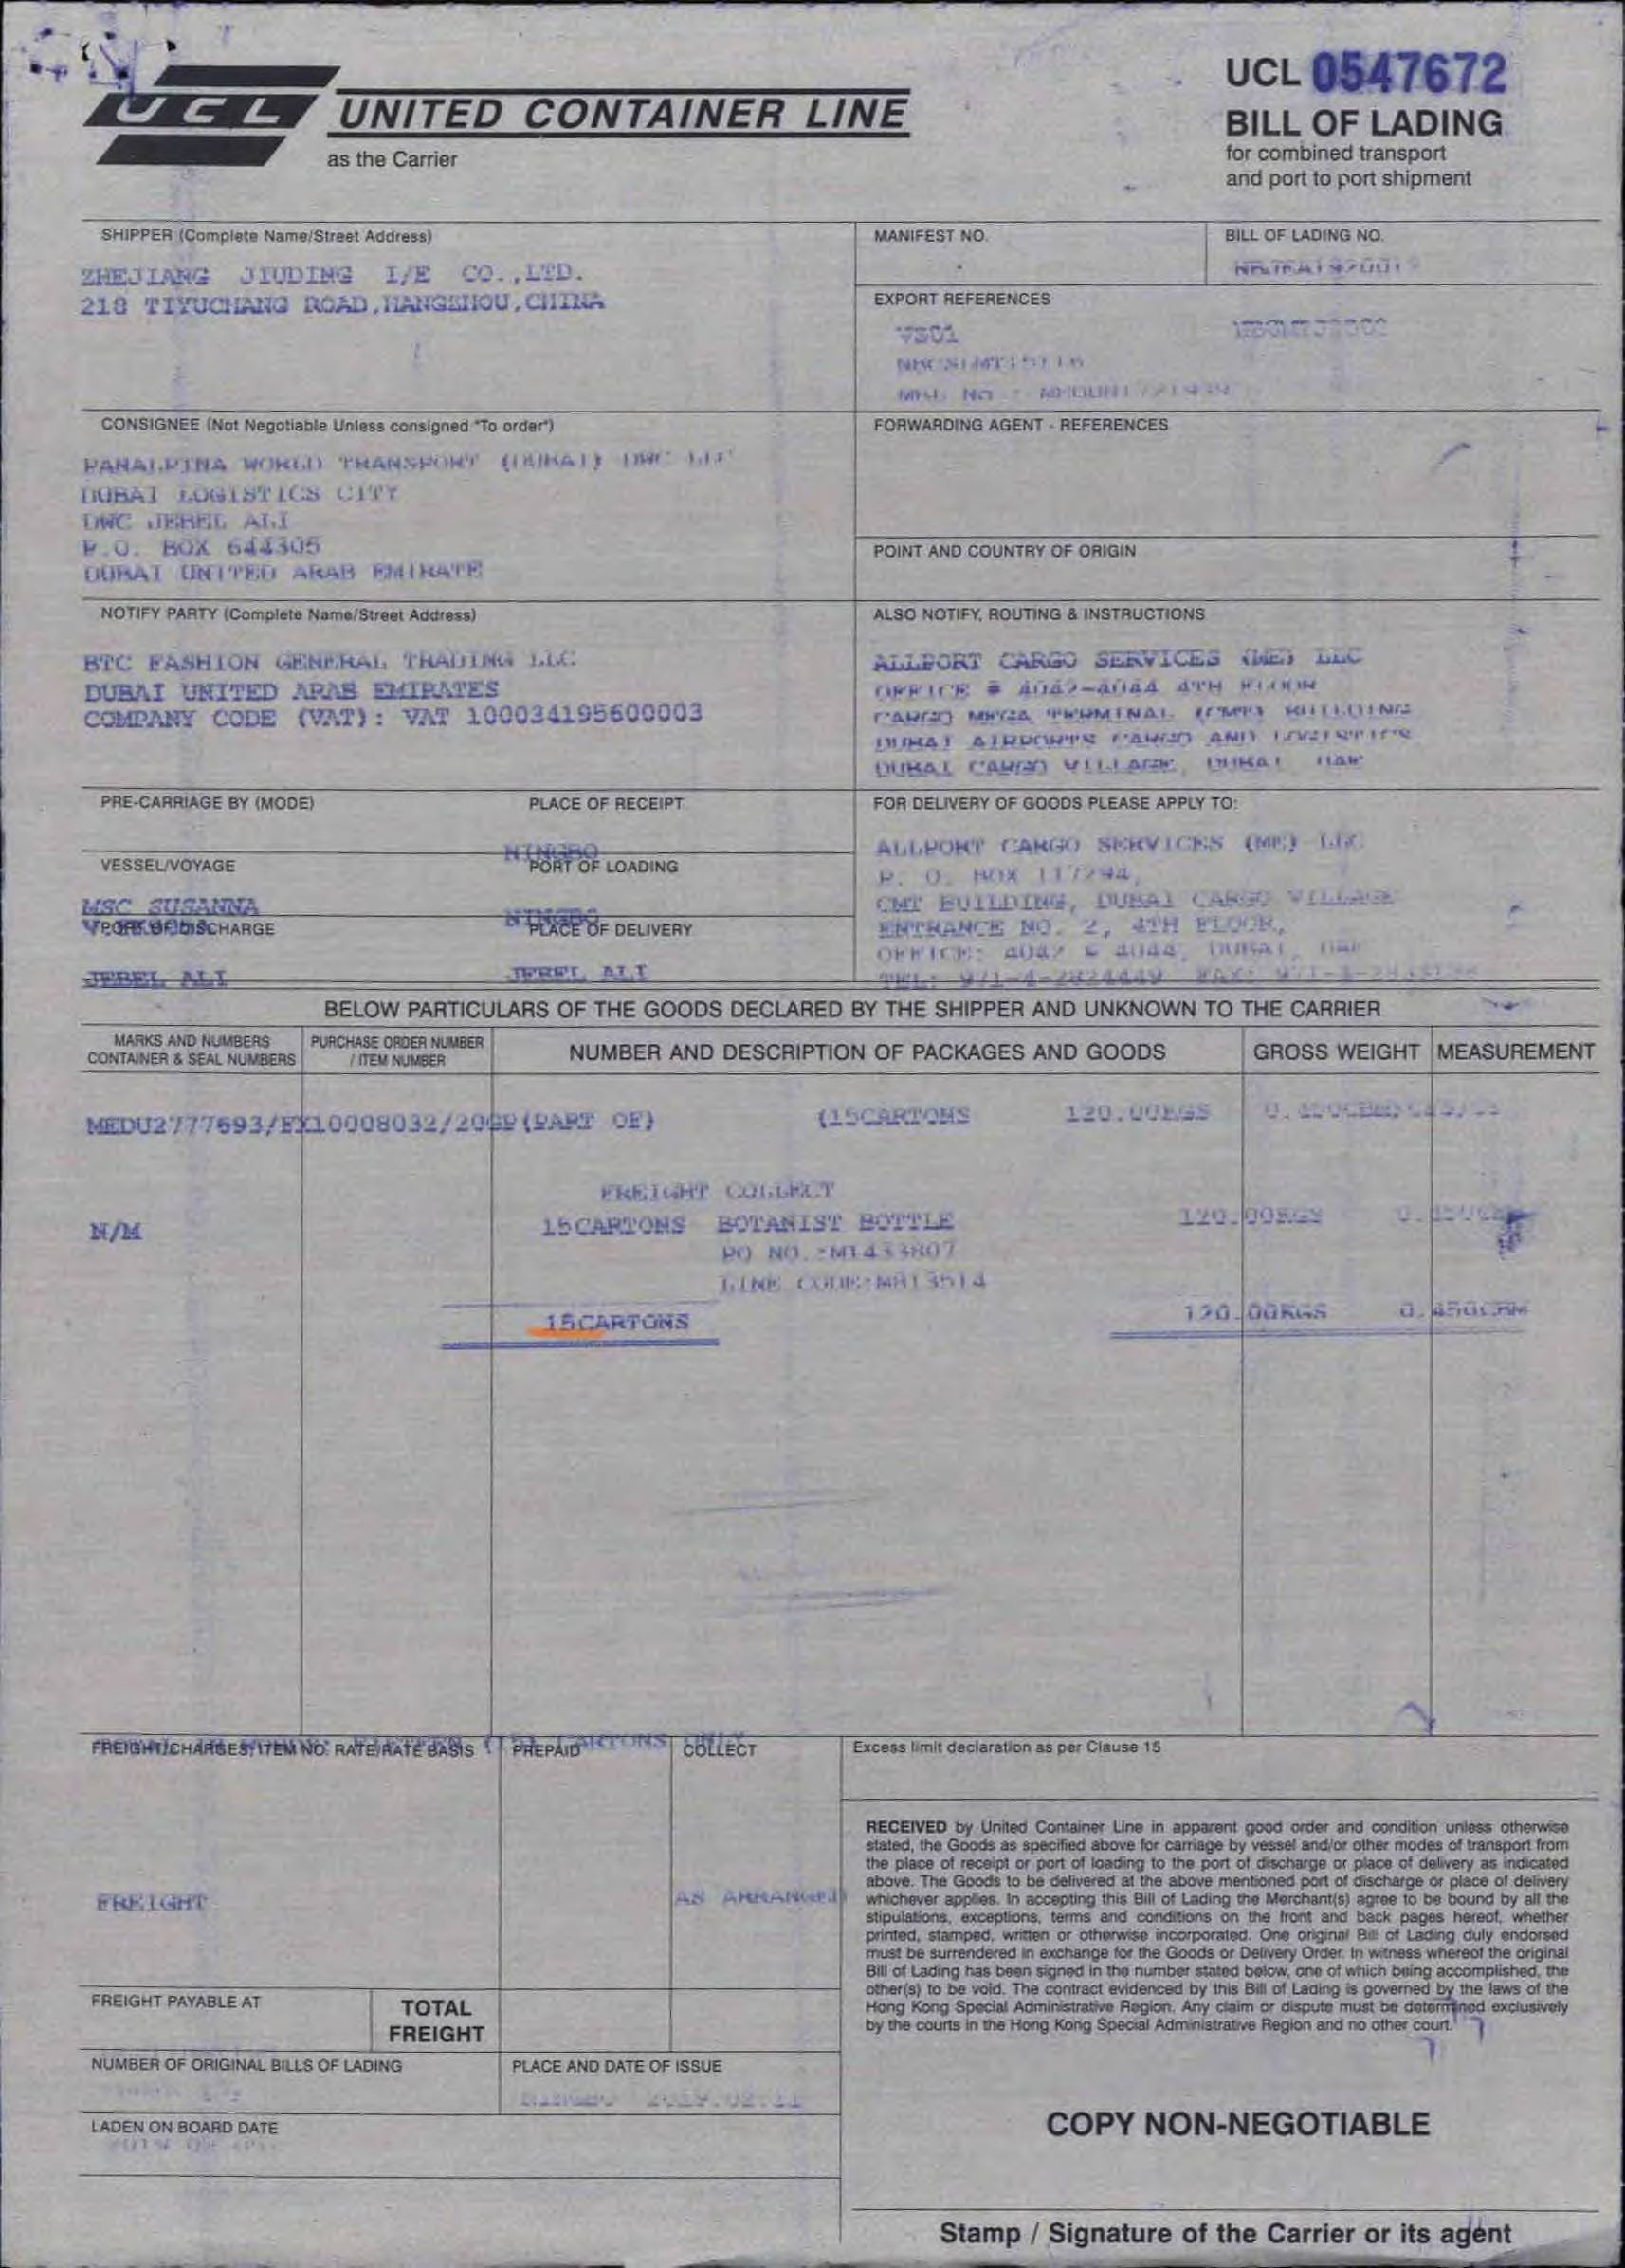 UCL 0547672
UCL UNITED CONTAINER LINE
BILL OF LADING
as the Carrier
for combined transport
and port to port shipment
SHIPPER (Complete Name/Street Address)
ZHEJIANG JIUDING I/E CO.,LTD.
218 TIYUCHANG ROAD,HANGZHOU,CHINA
MANIFEST NO.
BILL OF LADING NO.
EXPORT REFERENCES
CONSIGNEE (Not Negotiable Unless consigned "To order")
PANALPINA WORLD TRANSPORT (DUBAI) DWC LLC
DUBAI LOGISTICS CITY
DWC JEBEL ALI
P.O. BOX 644305
DUBAI UNITED ARAB EMIRATE
FORWARDING AGENT - REFERENCES
POINT AND COUNTRY OF ORIGIN
NOTIFY PARTY (Complete Name/Street Address)
BTC FASHION GENERAL TRADING LLC
DUBAI UNITED ARAB EMIRATES
COMPANY CODE (VAT): VAT 100034195600003
ALSO NOTIFY, ROUTING & INSTRUCTIONS
ALLPORT CARGO SERVICES (ME) LLC
OFFICE # 4042-4044 4TH FLOOR
CARGO MEGA TERMINAL (CMT) BUILDING
DUBAI AIRPORTS CARGO AND LOGISTICS
DUBAI CARGO VILLAGE, DUBAI UAE
PRE-CARRIAGE BY (MODE)
PLACE OF RECEIPT
NINGBO
VESSEL/VOYAGE
PORT OF LOADING
MSC SUSANNA
NINGBO
PORT OF DISCHARGE
PLACE OF DELIVERY
JEBEL ALI
JEBEL ALI
FOR DELIVERY OF GOODS PLEASE APPLY TO:
ALLPORT CARGO SERVICES (ME) LLC
P. O. BOX 117294,
CMT BUILDING, DUBAI CARGO VILLAGE
ENTRANCE NO. 2, 4TH FLOOR,
OFFICE: 4042 & 4044, DUBAI, UAE
TEL: 971-4-2824449 FAX:
BELOW PARTICULARS OF THE GOODS DECLARED BY THE SHIPPER AND UNKNOWN TO THE CARRIER
MARKS AND NUMBERS
CONTAINER & SEAL NUMBERS
PURCHASE ORDER NUMBER
/ ITEM NUMBER
NUMBER AND DESCRIPTION OF PACKAGES AND GOODS
GROSS WEIGHT
MEASUREMENT
MEDU2777693/FX10008032/20GP(PART OF) (15CARTONS 120.00KGS
FREIGHT COLLECT
N/M 15CARTONS BOTANIST BOTTLE 120.00KGS 0.450CBM
PO NO.:M1433807
LINE CODE:M813514
15CARTONS 120.00KGS 0.450CBM
FREIGHT/CHARGES, ITEM NO. RATE/RATE BASIS
PREPAID
COLLECT
Excess limit declaration as per Clause 15
FREIGHT
AS ARRANGED
RECEIVED by United Container Line in apparent good order and condition unless otherwise
stated, the Goods as specified above for carriage by vessel and/or other modes of transport from
the place of receipt or port of loading to the port of discharge or place of delivery as indicated
above. The Goods to be delivered at the above mentioned port of discharge or place of delivery
whichever applies. In accepting this Bill of Lading the Merchant(s) agree to be bound by all the
stipulations, exceptions, terms and conditions on the front and back pages hereof, whether
printed, stamped, written or otherwise incorporated. One original Bill of Lading duly endorsed
must be surrendered in exchange for the Goods or Delivery Order. In witness whereof the original
Bill of Lading has been signed in the number stated below, one of which being accomplished, the
other(s) to be void. The contract evidenced by this Bill of Lading is governed by the laws of the
Hong Kong Special Administrative Region. Any claim or dispute must be determined exclusively
by the courts in the Hong Kong Special Administrative Region and no other court.
FREIGHT PAYABLE AT
TOTAL
FREIGHT
NUMBER OF ORIGINAL BILLS OF LADING
PLACE AND DATE OF ISSUE
NINGBO
LADEN ON BOARD DATE
COPY NON-NEGOTIABLE
Stamp / Signature of the Carrier or its agent